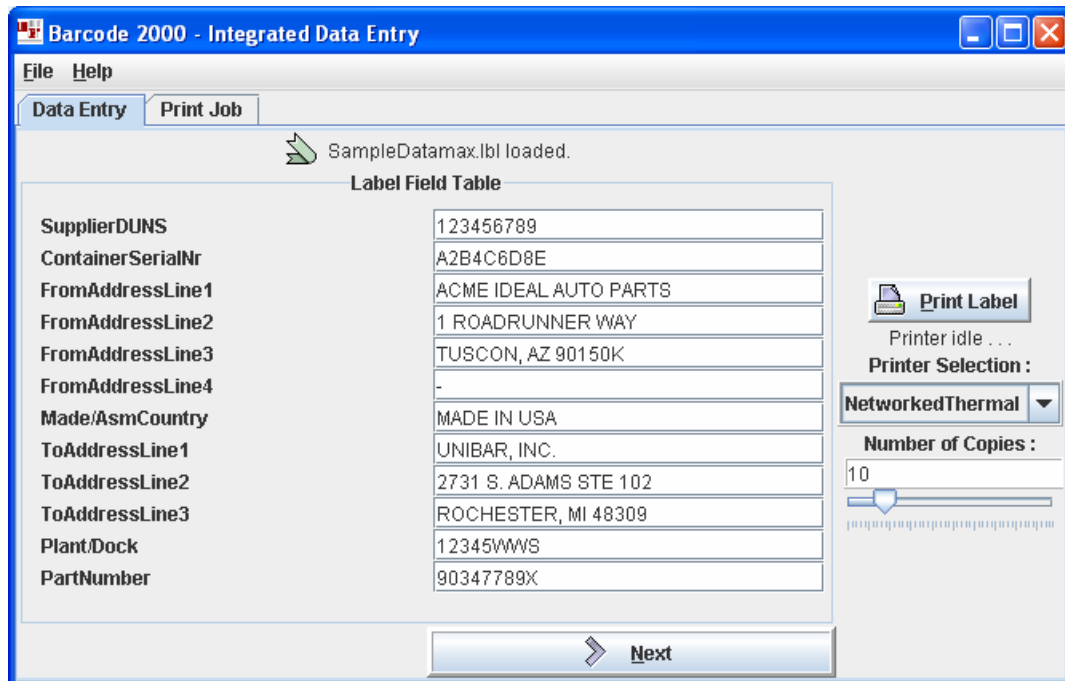 Barcode 2000 - Integrated Data Entry
File Help
Data Entry Print Job
SampleDatamax.lbl loaded.
Label Field Table
SupplierDUNS 123456789
ContainerSerialNr A2B4C6D8E
FromAddressLine1 ACME IDEAL AUTO PARTS
FromAddressLine2 1 ROADRUNNER WAY
FromAddressLine3 TUSCON, AZ 90150K
FromAddressLine4 -
Made/AsmCountry MADE IN USA
ToAddressLine1 UNIBAR, INC.
ToAddressLine2 2731 S. ADAMS STE 102
ToAddressLine3 ROCHESTER, MI 48309
Plant/Dock 12345WWS
PartNumber 90347789X
Print Label
Printer idle . . .
Printer Selection :
NetworkedThermal
Number of Copies :
10
Next